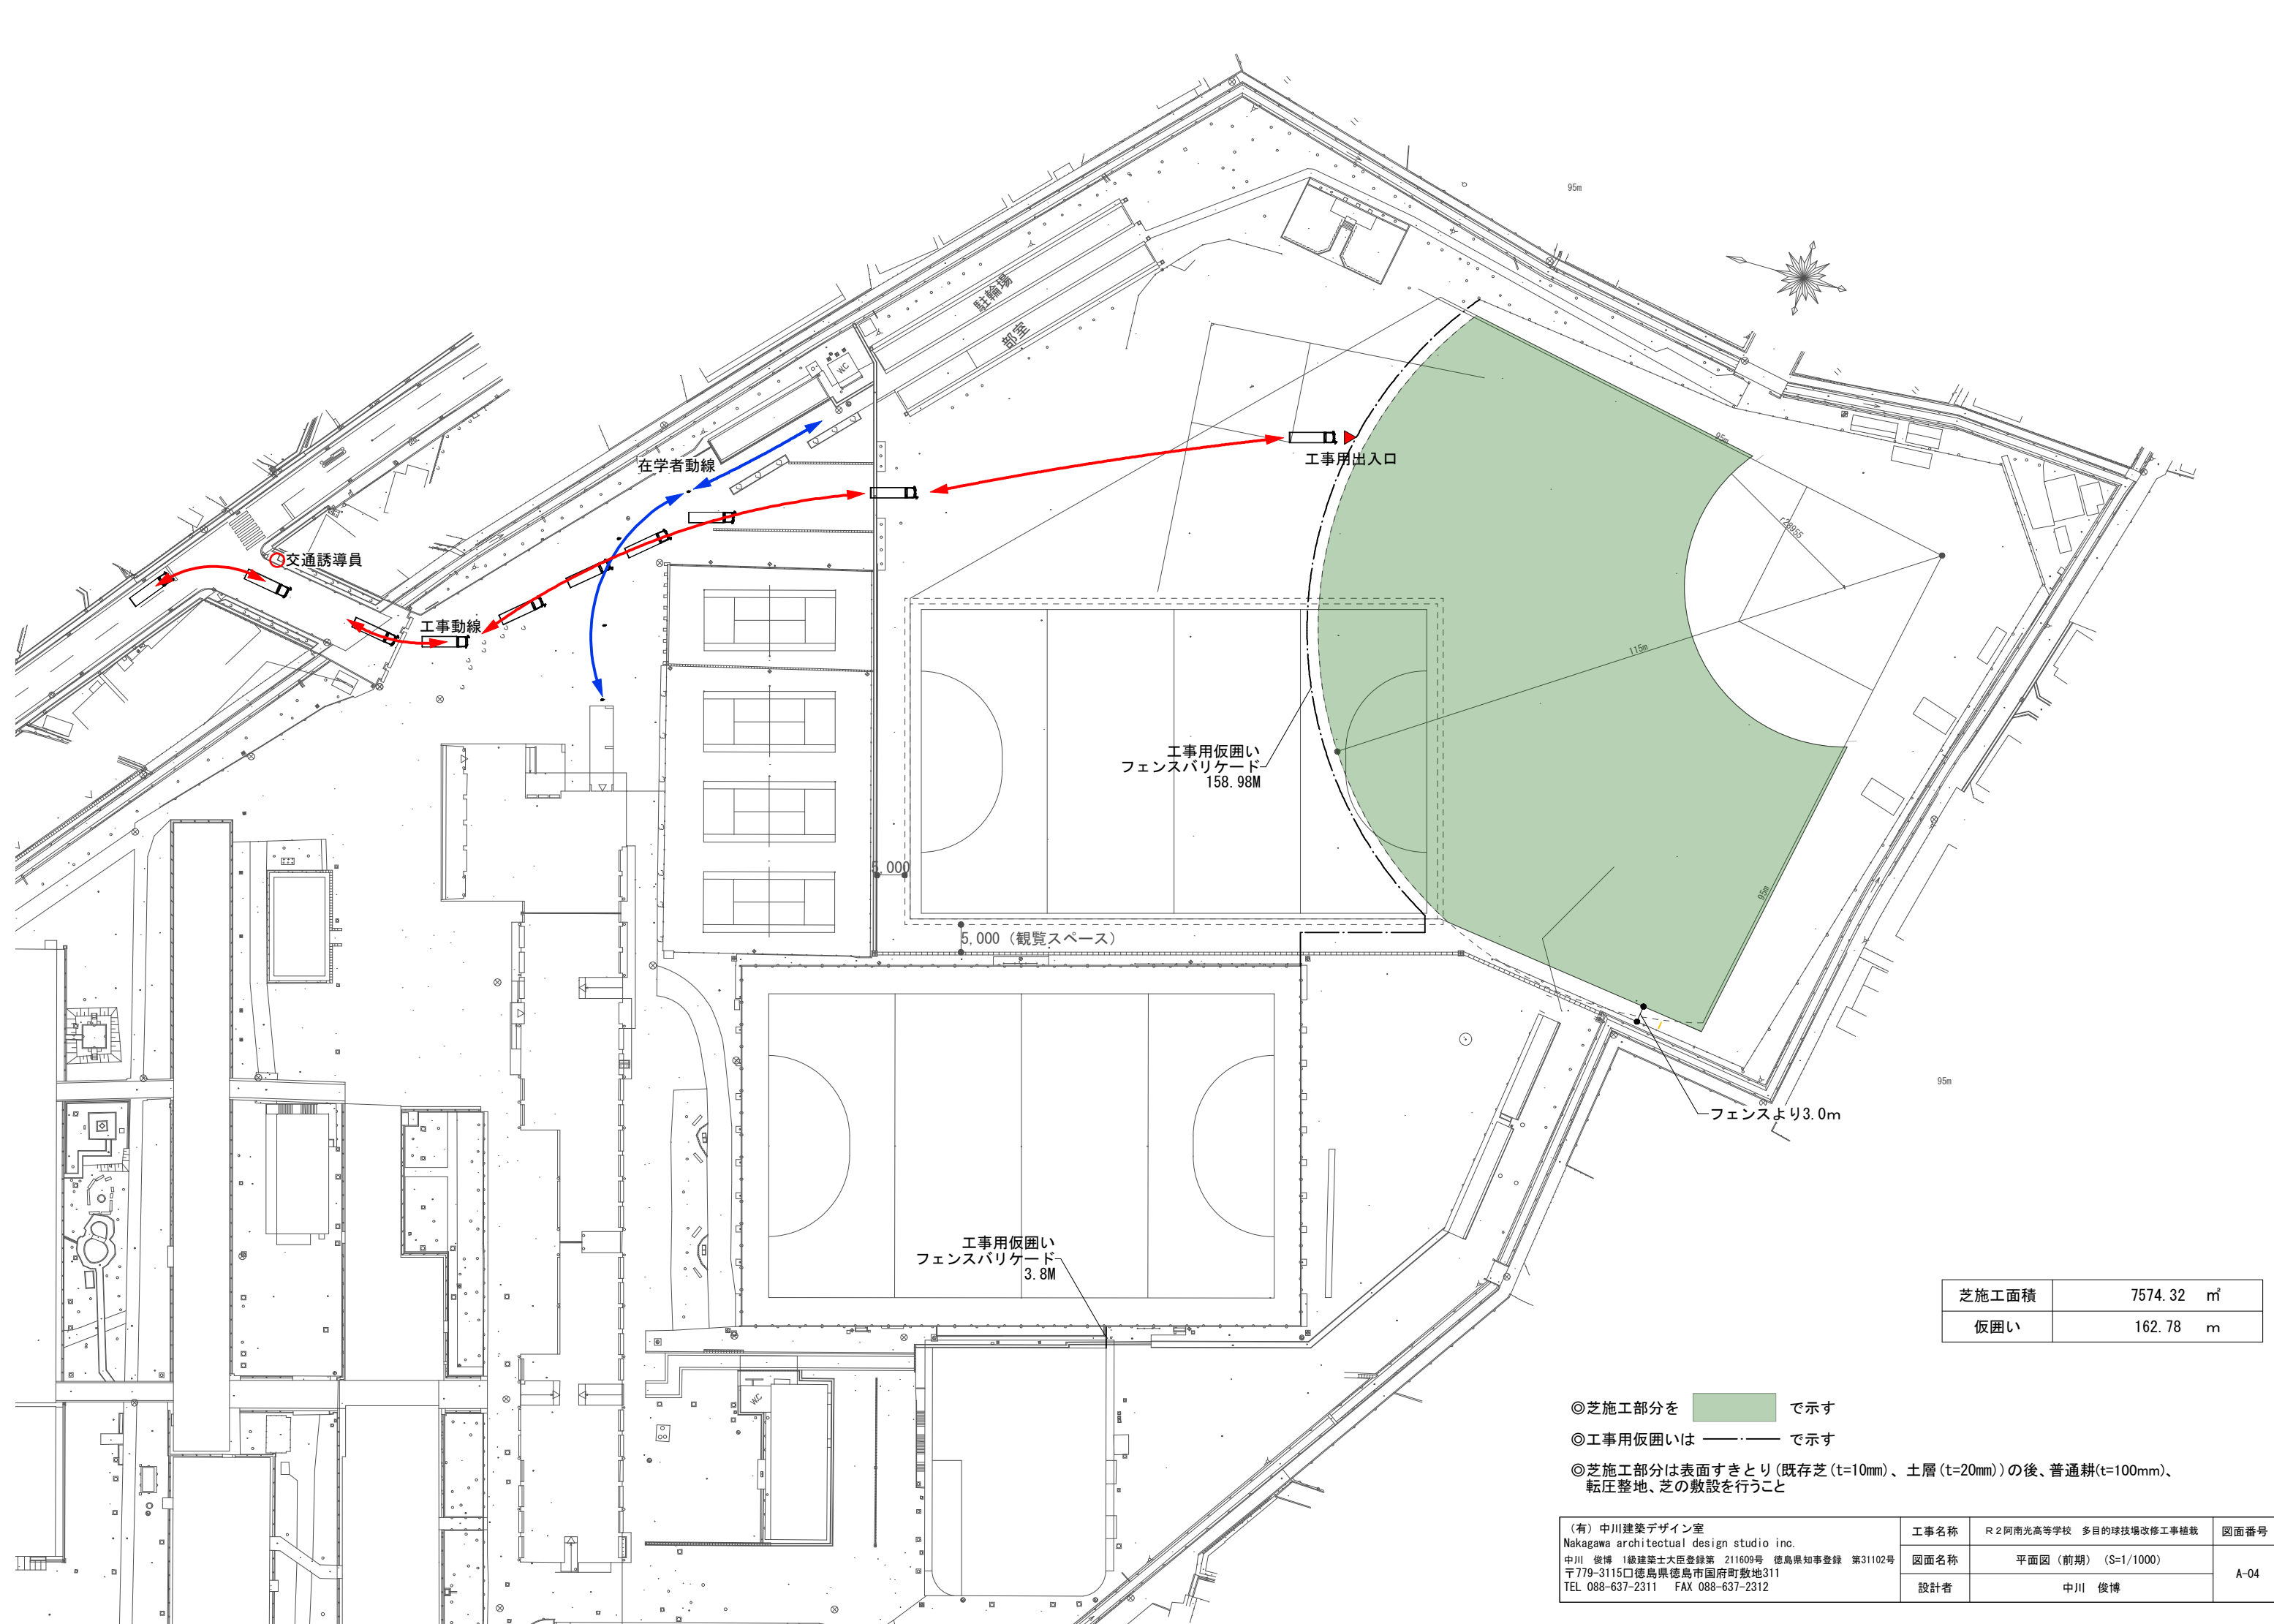 95m
駐輪場
部室
W.C
95m
在学者動線
工事用出入口
r28955
交通誘導員
工事動線
115m
工事用仮囲い
フェンスバリケード
158.98M
5,000
95m
5,000（観覧スペース）
95m
フェンスより3.0m
工事用仮囲い
フェンスバリケード
3.8M
W.C
芝施工面積 7574.32 ㎡
仮囲い 162.78 m
◎芝施工部分を で示す
◎工事用仮囲いは で示す
◎芝施工部分は表面すきとり(既存芝(t=10mm)、土層(t=20mm))の後、普通耕(t=100mm)、
転圧整地、芝の敷設を行うこと
（有）中川建築デザイン室
Nakagawa architectual design studio inc.
中川 俊博 1級建築士大臣登録第 211609号 徳島県知事登録 第31102号
〒779-3115口徳島県徳島市国府町敷地311
TEL 088-637-2311 FAX 088-637-2312
工事名称 Ｒ２阿南光高等学校 多目的球技場改修工事植栽 図面番号
図面名称 平面図（前期）（S=1/1000）
A-04
設計者 中川 俊博